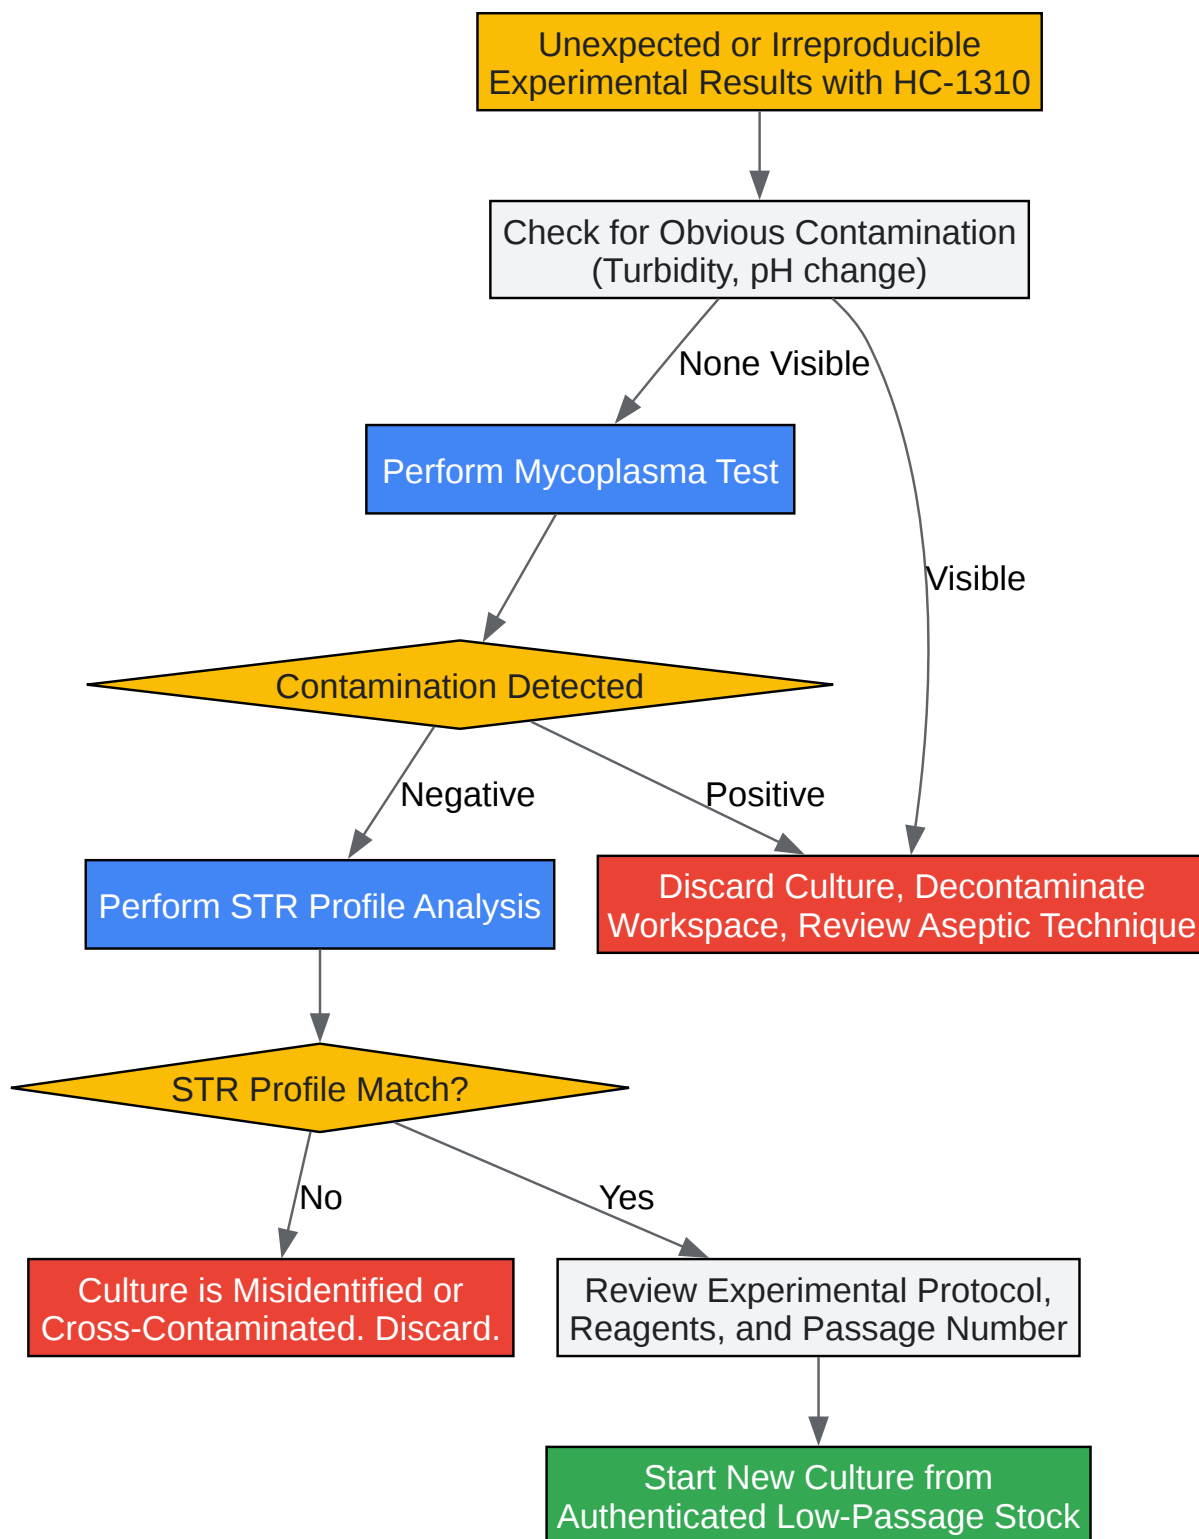 Unexpected or Irreproducible
Experimental Results with HC-1310
Check for Obvious Contamination
(Turbidity, pH change)
None Visible
Perform Mycoplasma Test
Visible
Contamination Detected
Negative
Positive
Perform STR Profile Analysis
Discard Culture, Decontaminate
Workspace, Review Aseptic Technique
STR Profile Match?
No
Yes
Culture is Misidentified or
Cross-Contaminated. Discard.
Review Experimental Protocol,
Reagents, and Passage Number
Start New Culture from
Authenticated Low-Passage Stock